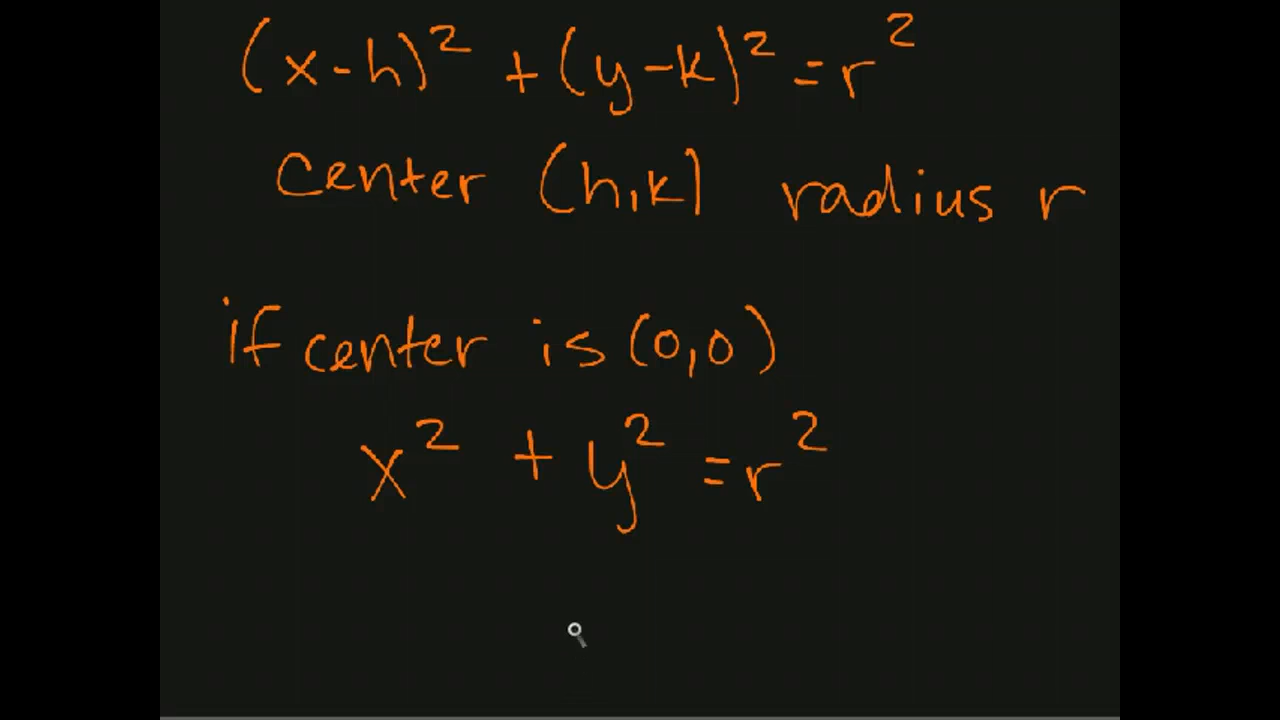 (x-h)² + (y-k)² = r²
center (h,k) radius r
if center is (0,0)
x² + y² = r²